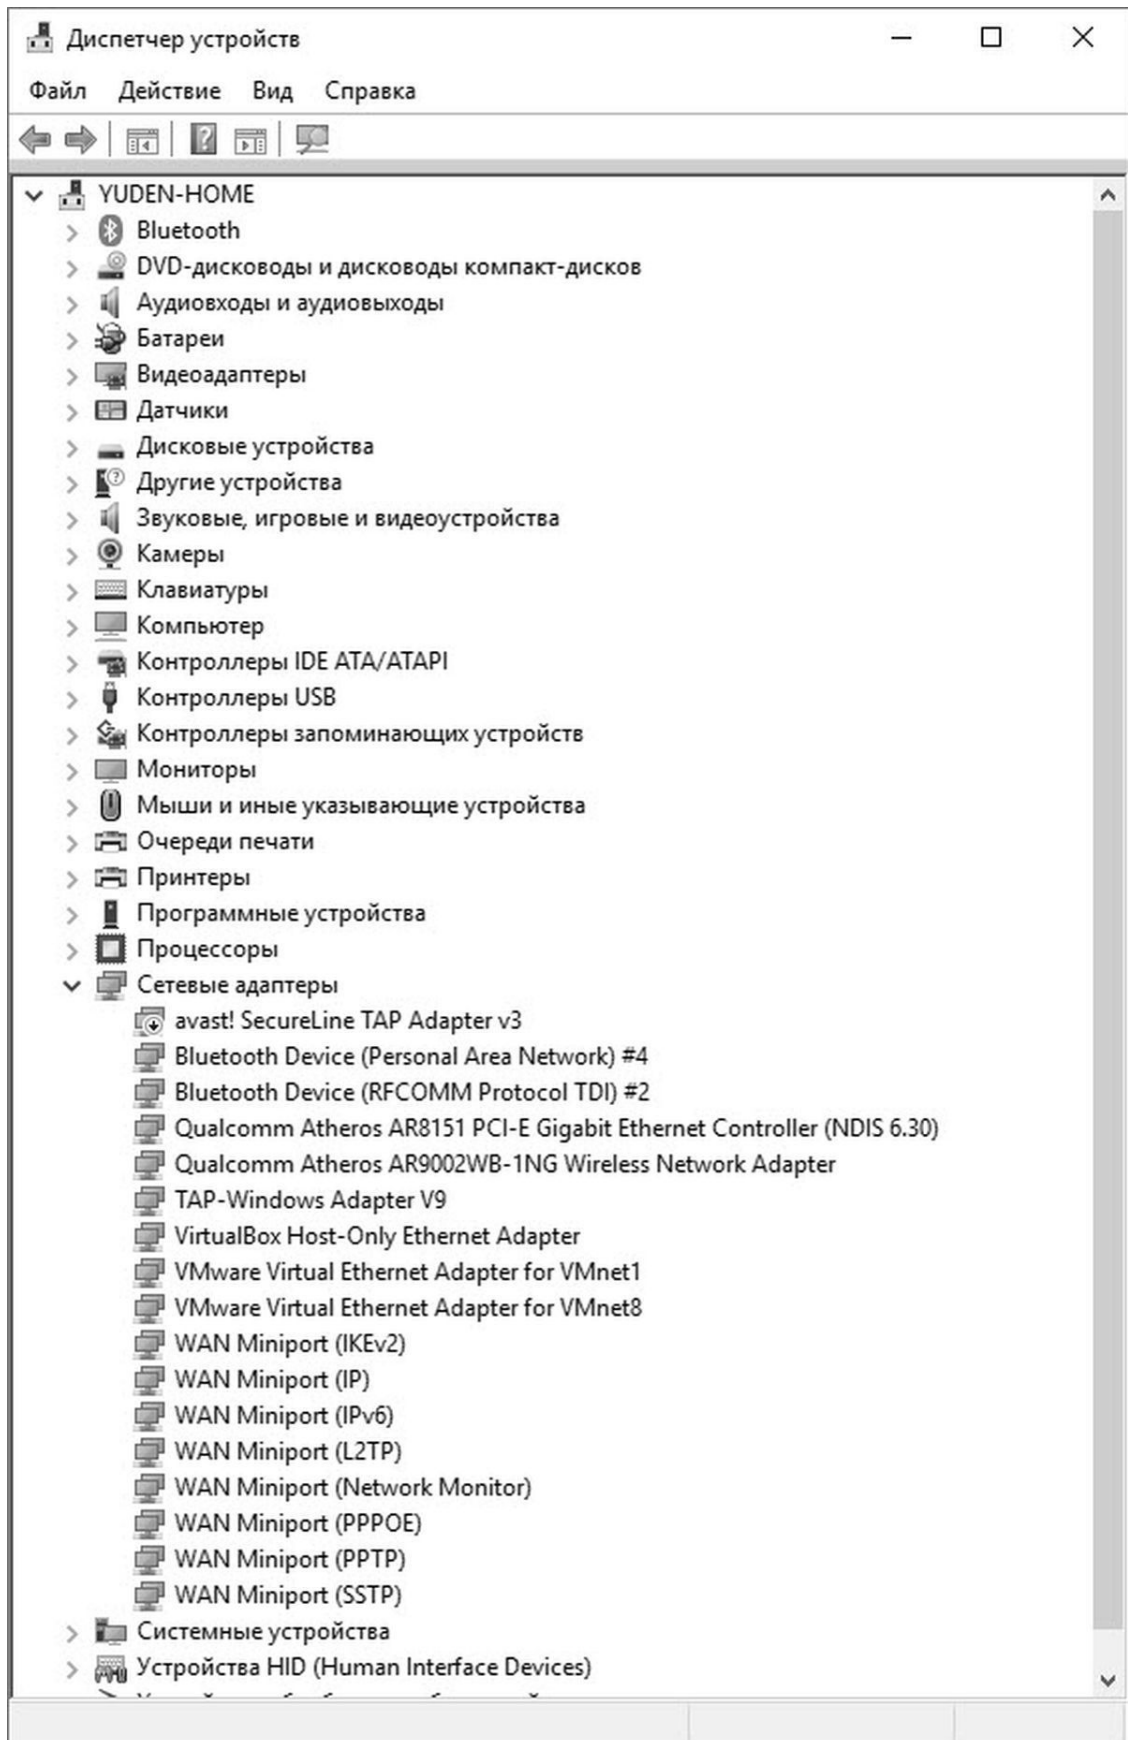 Диспетчер устройств
Файл Действие Вид Справка
YUDEN-HOME
Bluetooth
DVD-дисководы и дисководы компакт-дисков
Аудиовходы и аудиовыходы
Батареи
Видеоадаптеры
Датчики
Дисковые устройства
Другие устройства
Звуковые, игровые и видеоустройства
Камеры
Клавиатуры
Компьютер
Контроллеры IDE ATA/ATAPI
Контроллеры USB
Контроллеры запоминающих устройств
Мониторы
Мыши и иные указывающие устройства
Очереди печати
Принтеры
Программные устройства
Процессоры
Сетевые адаптеры
avast! SecureLine TAP Adapter v3
Bluetooth Device (Personal Area Network) #4
Bluetooth Device (RFCOMM Protocol TDI) #2
Qualcomm Atheros AR8151 PCI-E Gigabit Ethernet Controller (NDIS 6.30)
Qualcomm Atheros AR9002WB-1NG Wireless Network Adapter
TAP-Windows Adapter V9
VirtualBox Host-Only Ethernet Adapter
VMware Virtual Ethernet Adapter for VMnet1
VMware Virtual Ethernet Adapter for VMnet8
WAN Miniport (IKEv2)
WAN Miniport (IP)
WAN Miniport (IPv6)
WAN Miniport (L2TP)
WAN Miniport (Network Monitor)
WAN Miniport (PPPOE)
WAN Miniport (PPTP)
WAN Miniport (SSTP)
Системные устройства
Устройства HID (Human Interface Devices)